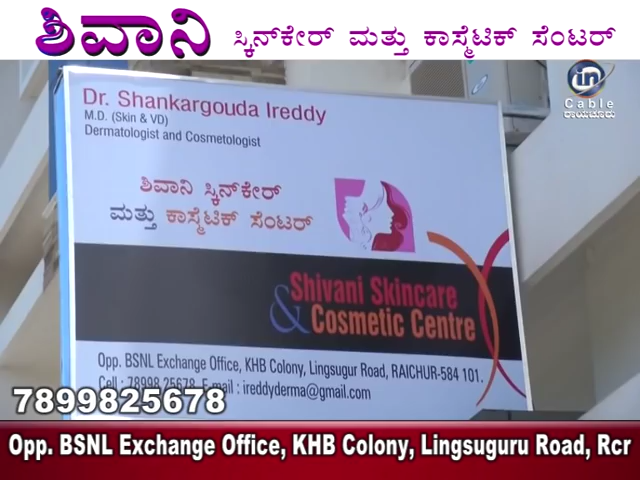 ಶಿವಾನಿ ಸ್ಕಿನ್‌ಕೇರ್ ಮತ್ತು ಕಾಸ್ಮೆಟಿಕ್ ಸೆಂಟರ್
in
Cable
ರಾಯಚೂರು
Dr. Shankargouda Ireddy
M.D. (Skin & VD)
Dermatologist and Cosmetologist
ಶಿವಾನಿ ಸ್ಕಿನ್‌ಕೇರ್
ಮತ್ತು ಕಾಸ್ಮೆಟಿಕ್ ಸೆಂಟರ್
Shivani Skincare
& Cosmetic Centre
Opp. BSNL Exchange Office, KHB Colony, Lingsugur Road, RAICHUR-584 101.
Cell : 78998 25678, E-mail : ireddyderma@gmail.com
7899825678
Opp. BSNL Exchange Office, KHB Colony, Lingsuguru Road, Rcr